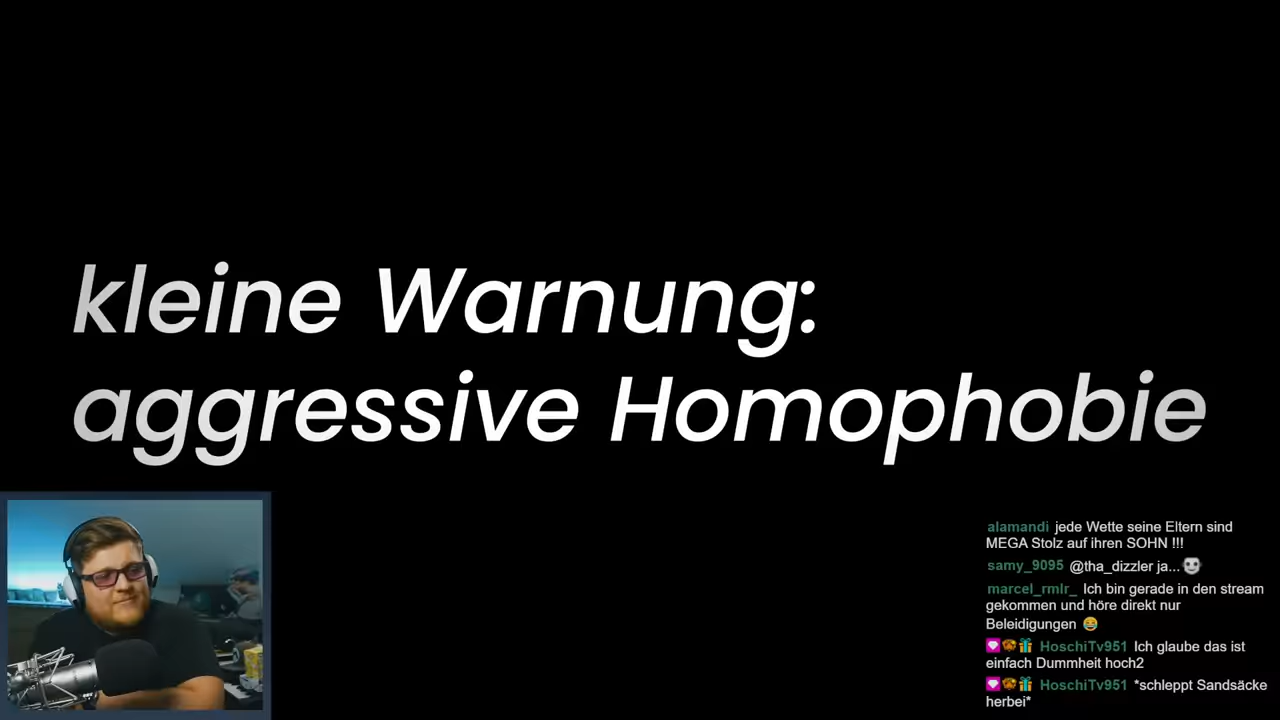 kleine Warnung:
aggressive Homophobie
alamandi jede Wette seine Eltern sind
MEGA Stolz auf ihren SOHN !!!
samy_9095 @tha_dizzler ja...
marcel_rmlr_ Ich bin gerade in den stream
gekommen und höre direkt nur
Beleidigungen 😂
HoschiTv951 Ich glaube das ist
einfach Dummheit hoch2
HoschiTv951 *schleppt Sandsäcke
herbei*